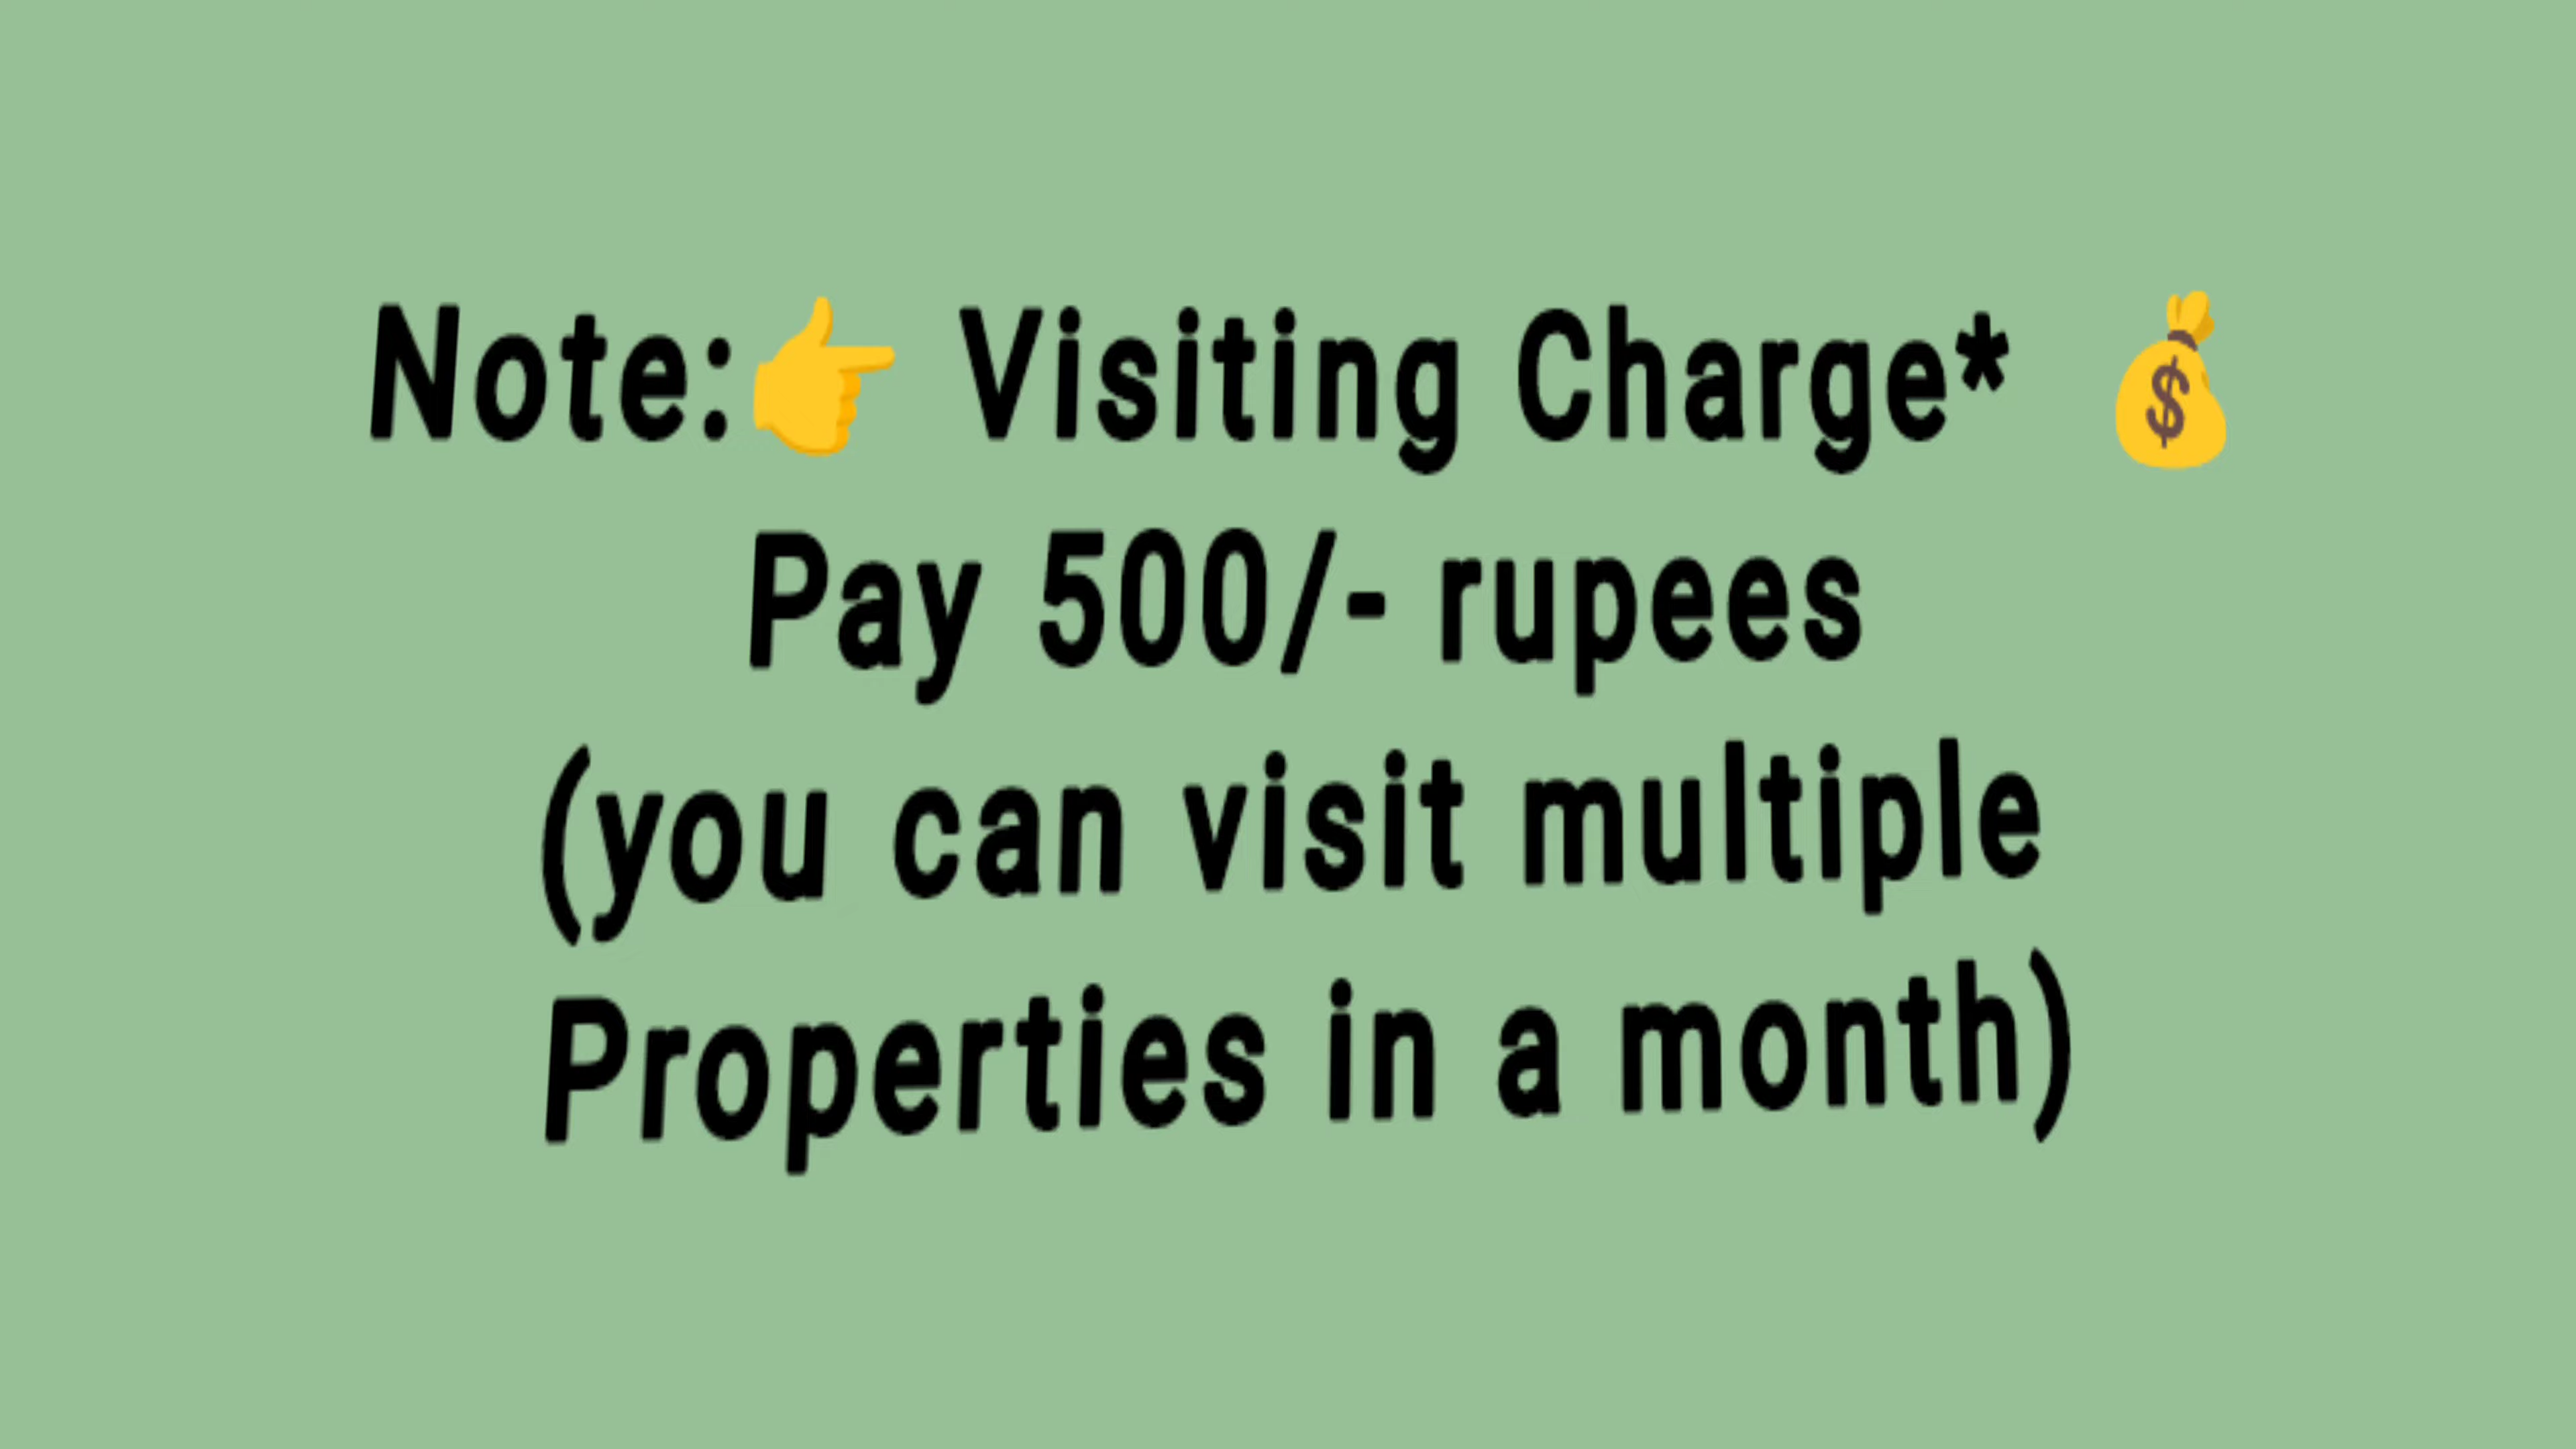 Note:👉 Visiting Charge* 💰
Pay 500/- rupees
(you can visit multiple
Properties in a month)